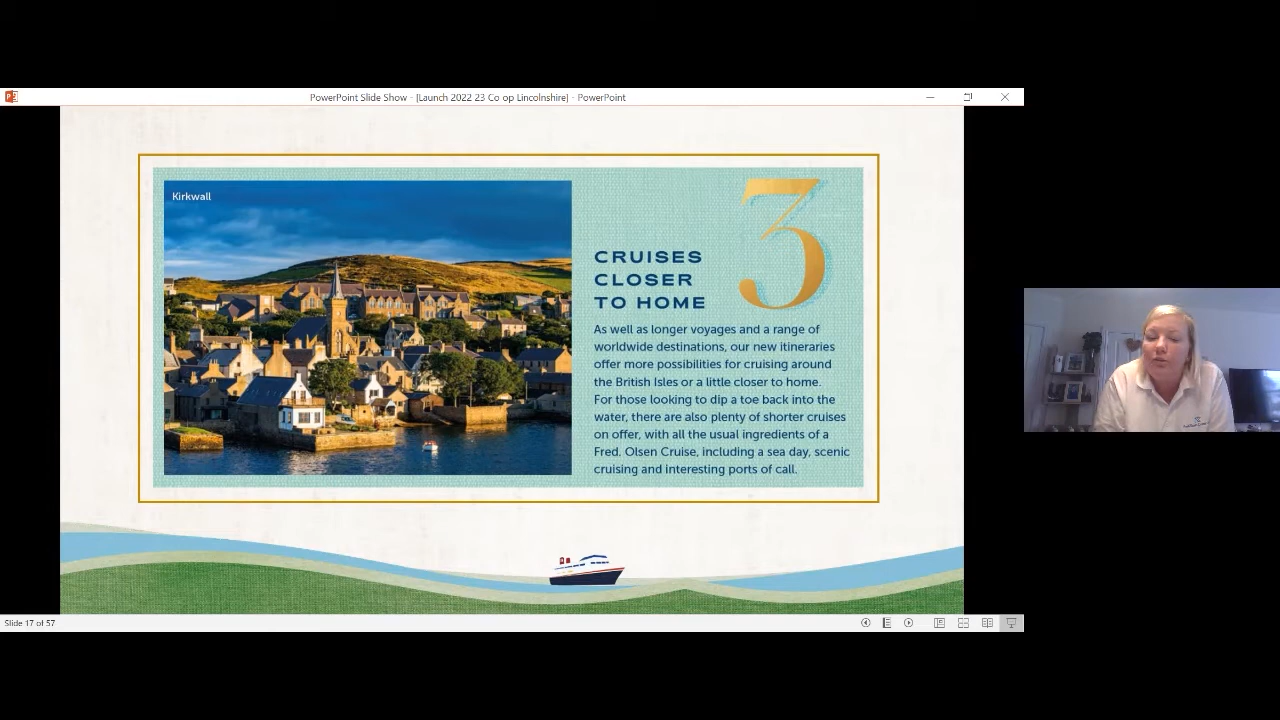 PowerPoint Slide Show - [Launch 2022 23 Co op Lincolnshire] - PowerPoint
Kirkwall
3
CRUISES
CLOSER
TO HOME
As well as longer voyages and a range of
worldwide destinations, our new itineraries
offer more possibilities for cruising around
the British Isles or a little closer to home.
For those looking to dip a toe back into the
water, there are also plenty of shorter cruises
on offer, with all the usual ingredients of a
Fred. Olsen Cruise, including a sea day, scenic
cruising and interesting ports of call.
Slide 17 of 57